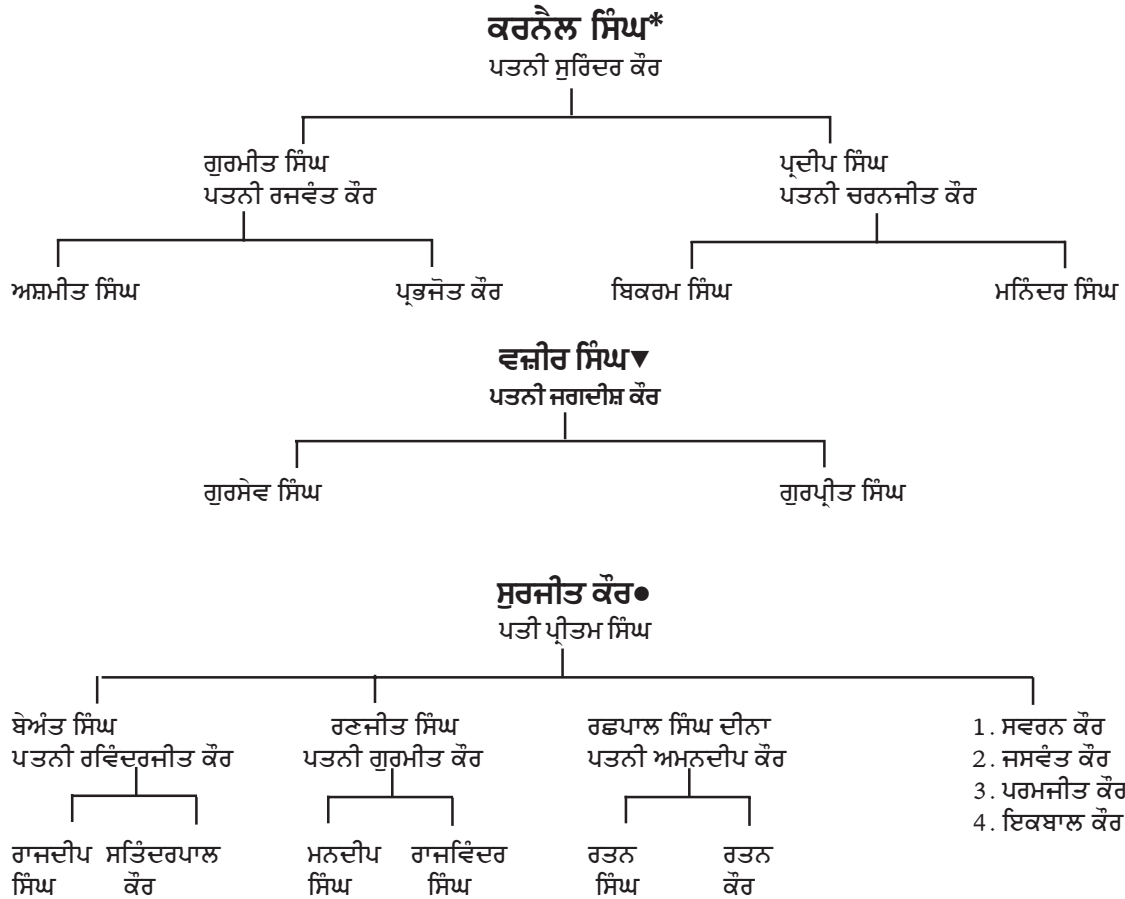 ਕਰਨੈਲ ਸਿੰਘ*
ਪਤਨੀ ਸੁਰਿੰਦਰ ਕੌਰ
ਗੁਰਮੀਤ ਸਿੰਘ
ਪਤਨੀ ਰਜਵੰਤ ਕੌਰ
ਪ੍ਰਦੀਪ ਸਿੰਘ
ਪਤਨੀ ਚਰਨਜੀਤ ਕੌਰ
ਅਸ਼ਮੀਤ ਸਿੰਘ
ਪ੍ਰਭਜੋਤ ਕੌਰ
ਬਿਕਰਮ ਸਿੰਘ
ਮਨਿੰਦਰ ਸਿੰਘ
ਵਜ਼ੀਰ ਸਿੰਘ▼
ਪਤਨੀ ਜਗਦੀਸ਼ ਕੌਰ
ਗੁਰਸੇਵ ਸਿੰਘ
ਗੁਰਪ੍ਰੀਤ ਸਿੰਘ
ਸੁਰਜੀਤ ਕੌਰ●
ਪਤੀ ਪ੍ਰੀਤਮ ਸਿੰਘ
ਬੇਅੰਤ ਸਿੰਘ
ਪਤਨੀ ਰਵਿੰਦਰਜੀਤ ਕੌਰ
ਰਣਜੀਤ ਸਿੰਘ
ਪਤਨੀ ਗੁਰਮੀਤ ਕੌਰ
ਰਛਪਾਲ ਸਿੰਘ ਦੀਨਾ
ਪਤਨੀ ਅਮਨਦੀਪ ਕੌਰ
1. ਸਵਰਨ ਕੌਰ
2. ਜਸਵੰਤ ਕੌਰ
3. ਪਰਮਜੀਤ ਕੌਰ
4. ਇਕਬਾਲ ਕੌਰ
ਰਾਜਦੀਪ
ਸਿੰਘ
ਸਤਿੰਦਰਪਾਲ
ਕੌਰ
ਮਨਦੀਪ
ਸਿੰਘ
ਰਾਜਵਿੰਦਰ
ਸਿੰਘ
ਰਤਨ
ਸਿੰਘ
ਰਤਨ
ਕੌਰ